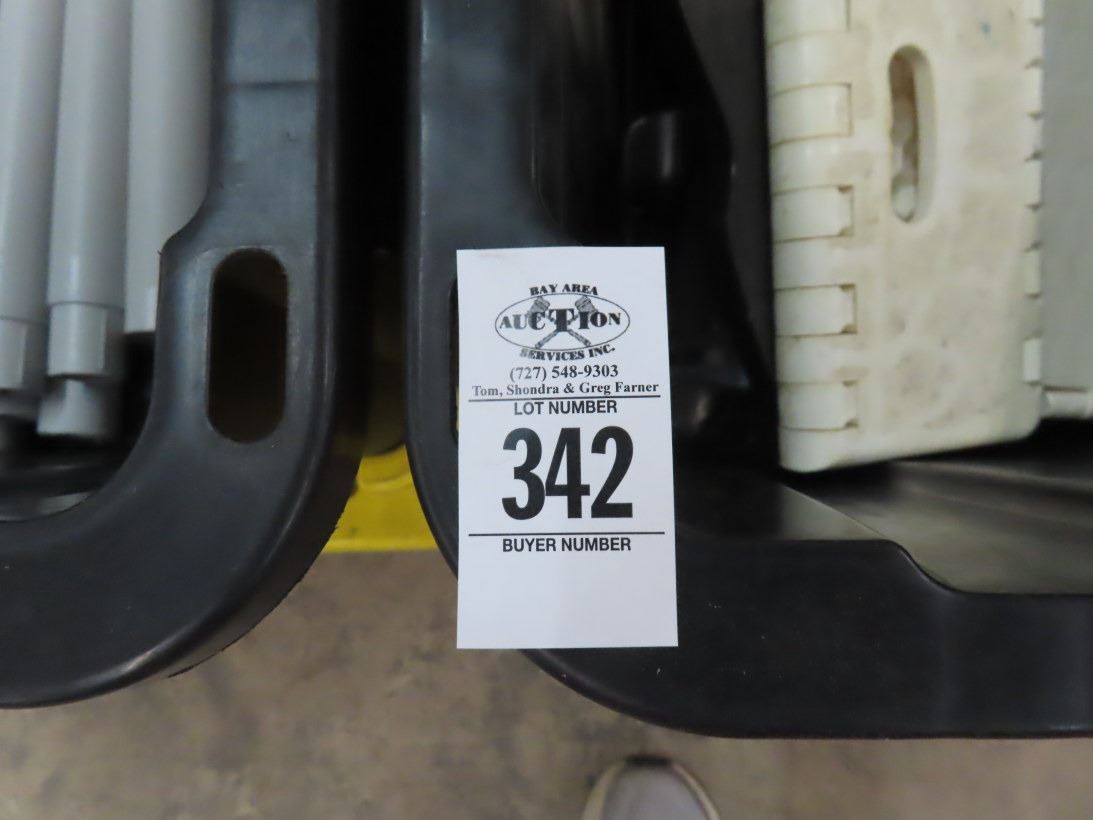 BAY AREA
AUCTION
SERVICES INC.
(727) 548-9303
Tom, Shondra & Greg Farner
LOT NUMBER
342
BUYER NUMBER